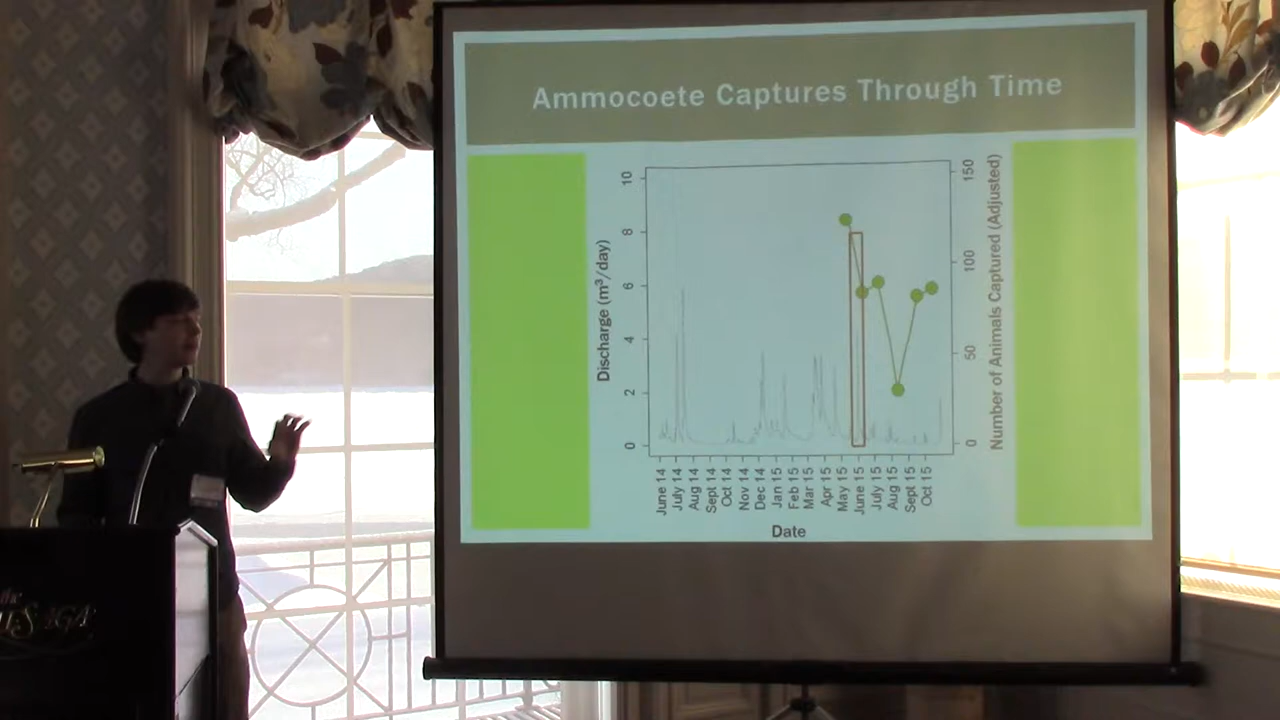 Ammocoete Captures Through Time
Discharge (m³/day)
10
8
6
4
2
0
150
100
50
0
Number of Animals Captured (Adjusted)
June 14
July 14
Aug 14
Sept 14
Oct 14
Nov 14
Dec 14
Jan 15
Feb 15
Mar 15
Apr 15
May 15
June 15
July 15
Aug 15
Sept 15
Oct 15
Date